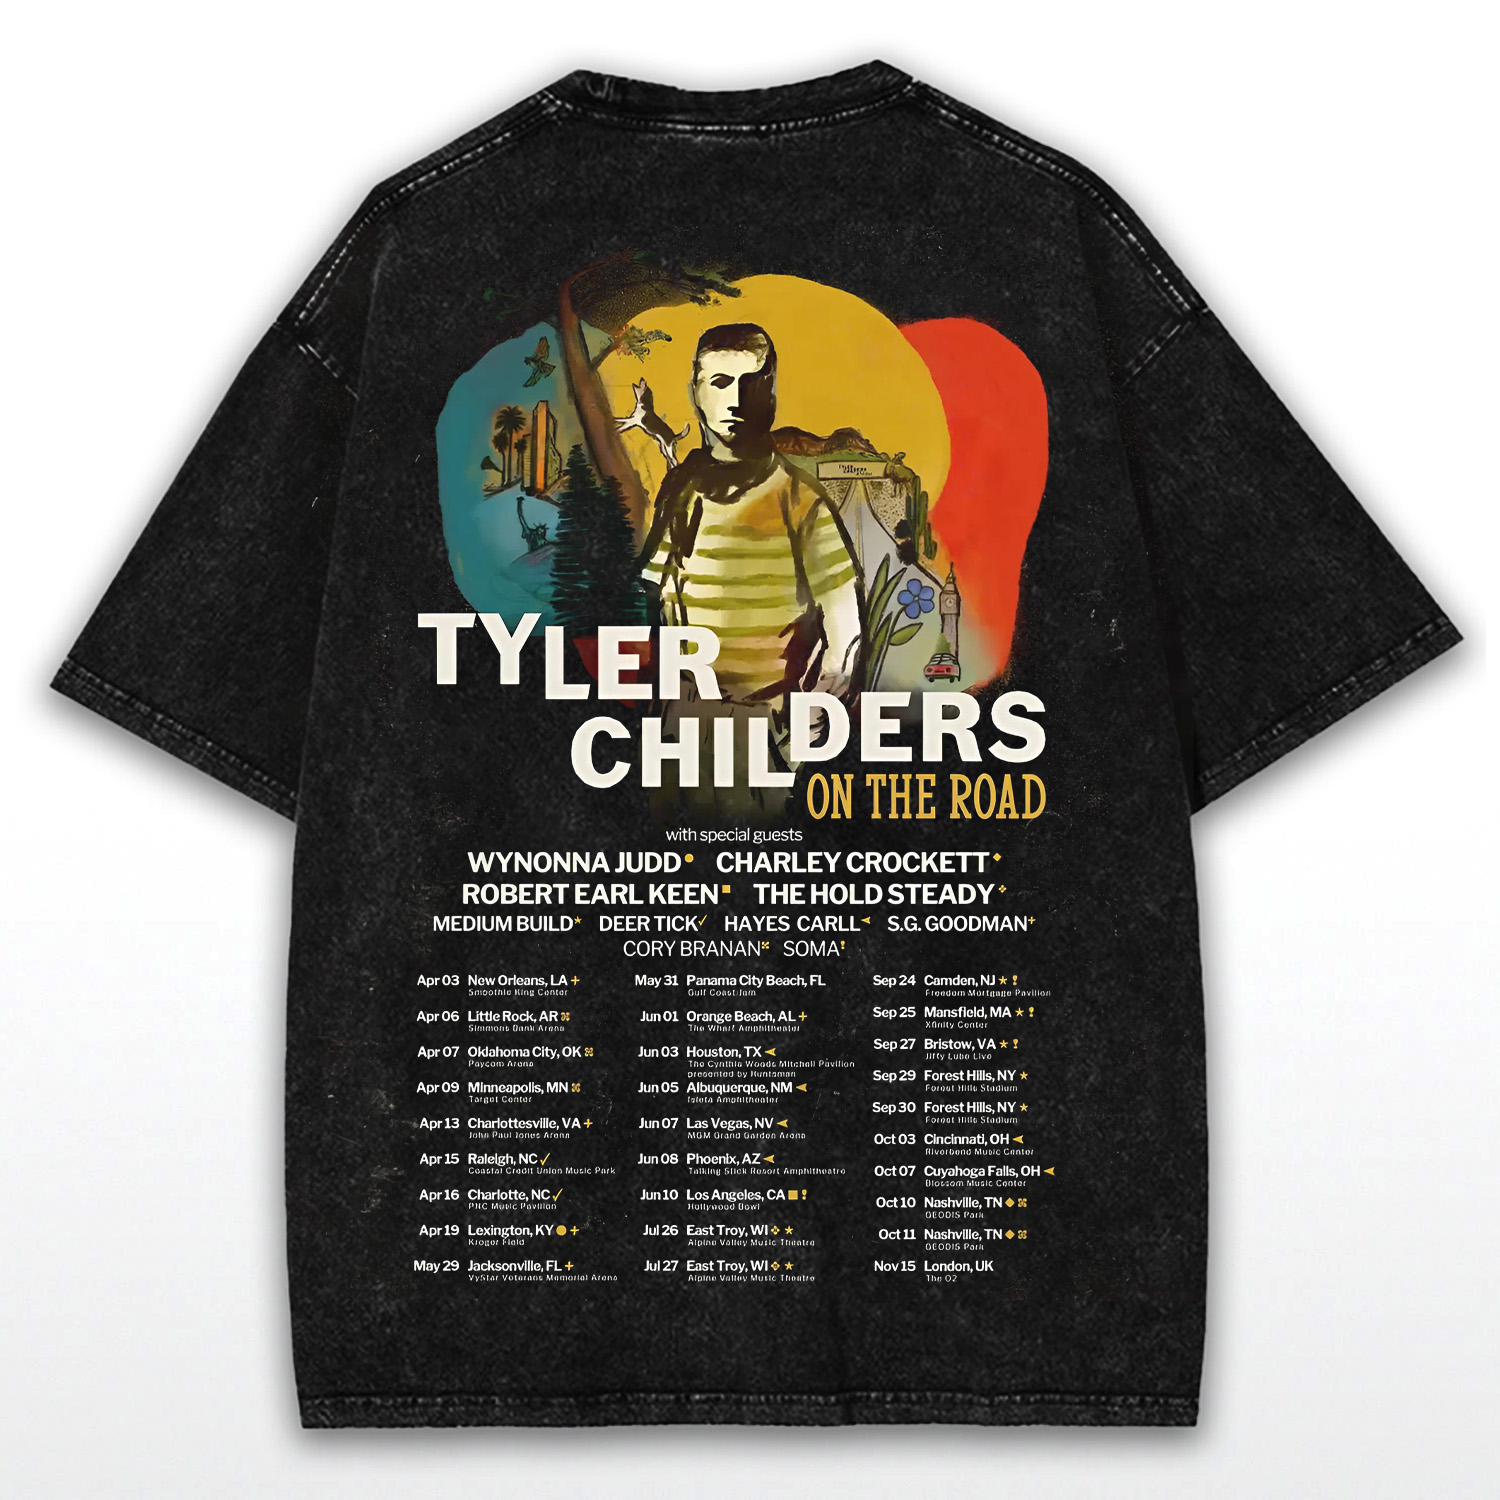 TYLER
CHILDERS
ON THE ROAD
with special guests
WYNONNA JUDD● CHARLEY CROCKETT◆
ROBERT EARL KEEN■ THE HOLD STEADY❖
MEDIUM BUILD★ DEER TICK✓ HAYES CARLL◄ S.G. GOODMAN+
CORY BRANAN⌘ SOMA!
Apr 03 New Orleans, LA +
Smoothie King Center
Apr 06 Little Rock, AR ⌘
Simmons Bank Arena
Apr 07 Oklahoma City, OK ⌘
Paycom Arena
Apr 09 Minneapolis, MN ⌘
Target Center
Apr 13 Charlottesville, VA +
John Paul Jones Arena
Apr 15 Raleigh, NC ✓
Coastal Credit Union Music Park
Apr 16 Charlotte, NC ✓
PNC Music Pavilion
Apr 19 Lexington, KY ● +
Kroger Field
May 29 Jacksonville, FL +
VyStar Veterans Memorial Arena
May 31 Panama City Beach, FL
Gulf Coast Jam
Jun 01 Orange Beach, AL +
The Wharf Amphitheater
Jun 03 Houston, TX ◄
The Cynthia Woods Mitchell Pavilion
presented by Huntsman
Jun 05 Albuquerque, NM ◄
Isleta Amphitheater
Jun 07 Las Vegas, NV ◄
MGM Grand Garden Arena
Jun 08 Phoenix, AZ ◄
Talking Stick Resort Amphitheatre
Jun 10 Los Angeles, CA ■ !
Hollywood Bowl
Jul 26 East Troy, WI ❖ ★
Alpine Valley Music Theatre
Jul 27 East Troy, WI ❖ ★
Alpine Valley Music Theatre
Sep 24 Camden, NJ ★ !
Freedom Mortgage Pavilion
Sep 25 Mansfield, MA ★ !
Xfinity Center
Sep 27 Bristow, VA ★ !
Jiffy Lube Live
Sep 29 Forest Hills, NY ★
Forest Hills Stadium
Sep 30 Forest Hills, NY ★
Forest Hills Stadium
Oct 03 Cincinnati, OH ◄
Riverbend Music Center
Oct 07 Cuyahoga Falls, OH ◄
Blossom Music Center
Oct 10 Nashville, TN ◆ ⌘
GEODIS Park
Oct 11 Nashville, TN ◆ ⌘
GEODIS Park
Nov 15 London, UK
The O2